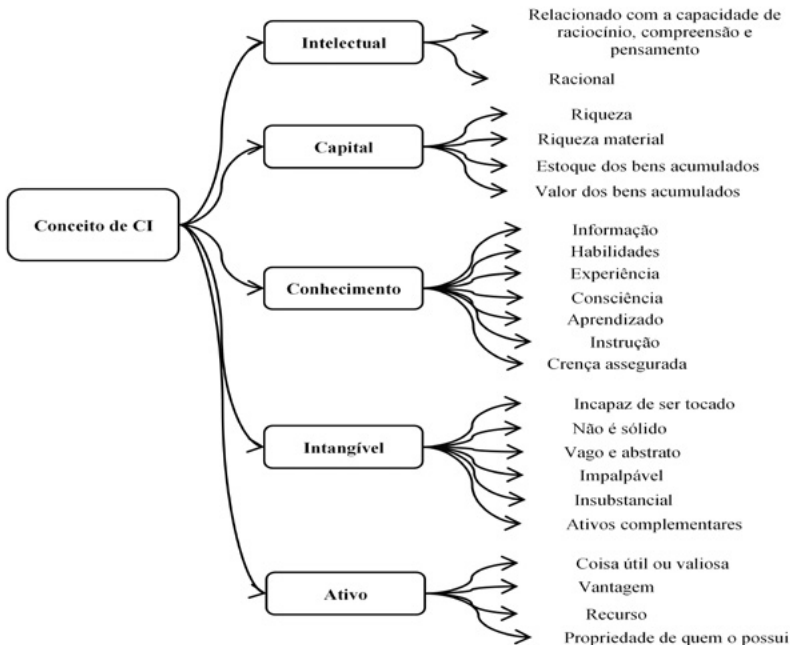 Conceito de CI
Intelectual
Relacionado com a capacidade de
raciocínio, compreensão e
pensamento
Racional
Capital
Riqueza
Riqueza material
Estoque dos bens acumulados
Valor dos bens acumulados
Conhecimento
Informação
Habilidades
Experiência
Consciência
Aprendizado
Instrução
Crença assegurada
Intangível
Incapaz de ser tocado
Não é sólido
Vago e abstrato
Impalpável
Insubstancial
Ativos complementares
Ativo
Coisa útil ou valiosa
Vantagem
Recurso
Propriedade de quem o possui